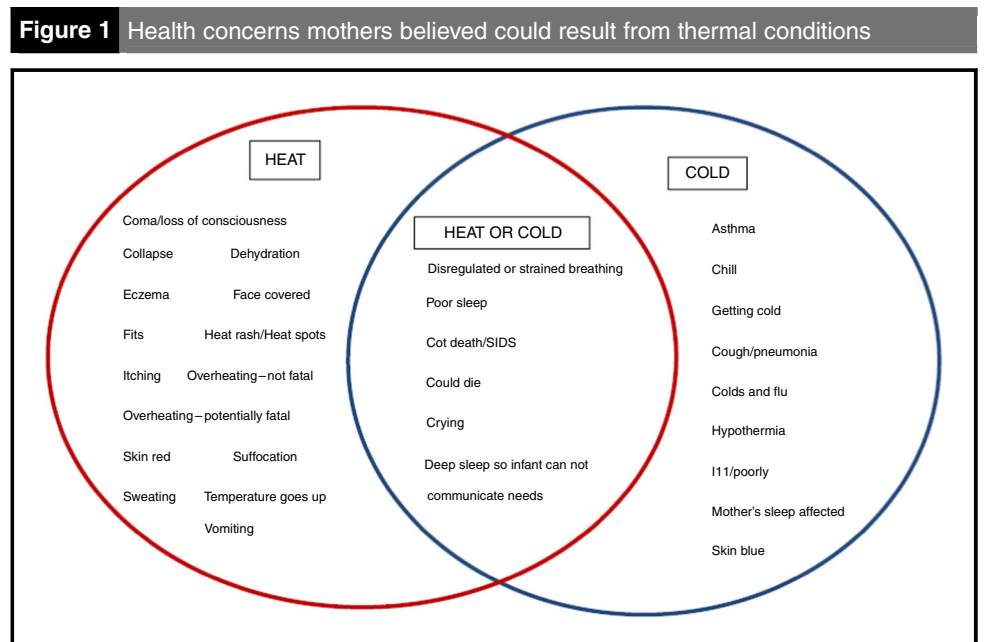 Figure 1 Health concerns mothers believed could result from thermal conditions
HEAT
Coma/loss of consciousness
Collapse Dehydration
Eczema Face covered
Fits Heat rash/Heat spots
Itching Overheating–not fatal
Overheating–potentially fatal
Skin red Suffocation
Sweating Temperature goes up
Vomiting
HEAT OR COLD
Disregulated or strained breathing
Poor sleep
Cot death/SIDS
Could die
Crying
Deep sleep so infant can not
communicate needs
COLD
Asthma
Chill
Getting cold
Cough/pneumonia
Colds and flu
Hypothermia
I11/poorly
Mother's sleep affected
Skin blue